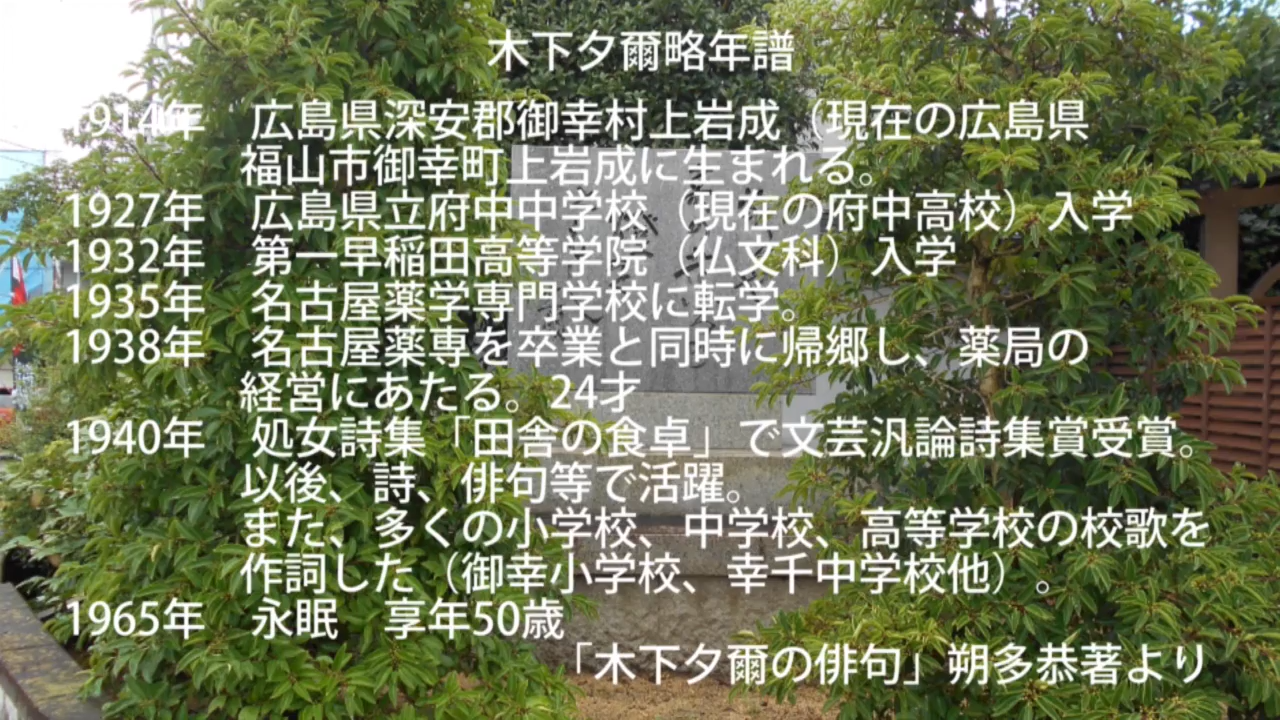 木下夕爾略年譜
1914年　広島県深安郡御幸村上岩成（現在の広島県
福山市御幸町上岩成に生まれる。
1927年　広島県立府中中学校（現在の府中高校）入学
1932年　第一早稲田高等学院（仏文科）入学
1935年　名古屋薬学専門学校に転学。
1938年　名古屋薬専を卒業と同時に帰郷し、薬局の
経営にあたる。24才
1940年　処女詩集「田舎の食卓」で文芸汎論詩集賞受賞。
以後、詩、俳句等で活躍。
また、多くの小学校、中学校、高等学校の校歌を
作詞した（御幸小学校、幸千中学校他）。
1965年　永眠　享年50歳
「木下夕爾の俳句」朔多恭著より